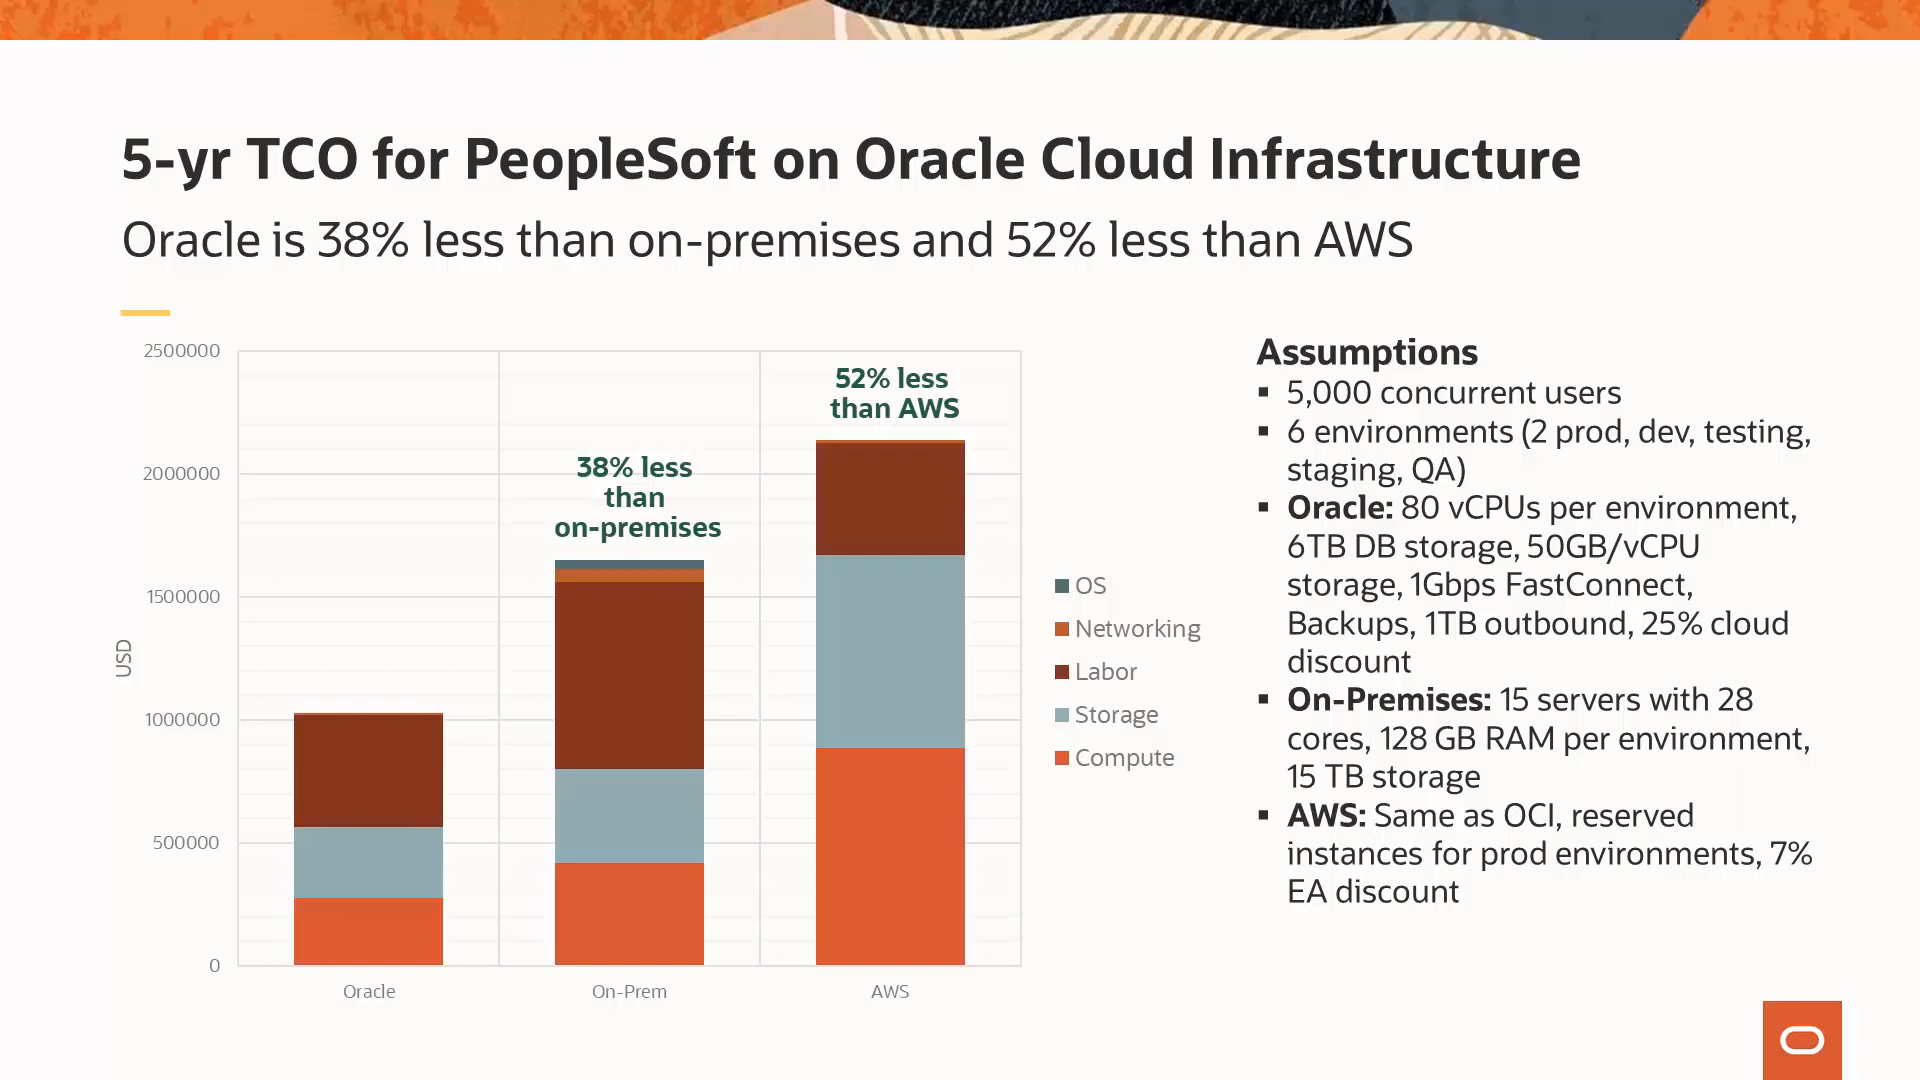 5-yr TCO for PeopleSoft on Oracle Cloud Infrastructure
Oracle is 38% less than on-premises and 52% less than AWS
2500000
2000000
1500000
1000000
500000
0
USD
38% less
than
on-premises
52% less
than AWS
Oracle
On-Prem
AWS
OS
Networking
Labor
Storage
Compute
Assumptions
▪ 5,000 concurrent users
▪ 6 environments (2 prod, dev, testing,
staging, QA)
▪ Oracle: 80 vCPUs per environment,
6TB DB storage, 50GB/vCPU
storage, 1Gbps FastConnect,
Backups, 1TB outbound, 25% cloud
discount
▪ On-Premises: 15 servers with 28
cores, 128 GB RAM per environment,
15 TB storage
▪ AWS: Same as OCI, reserved
instances for prod environments, 7%
EA discount